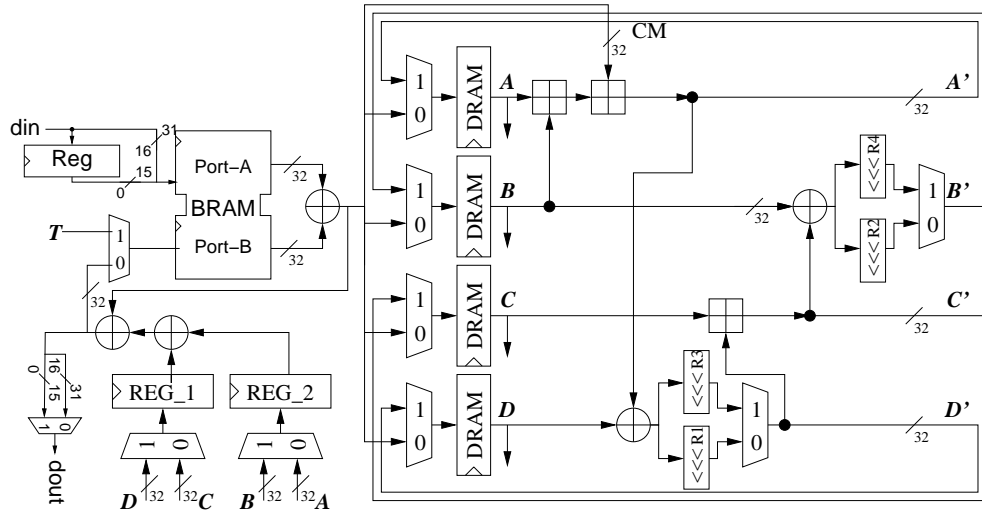 CM
32
1
0
DRAM
A
A'
32
din
Reg
31
16
15
0
Port-A
32
BRAM
Port-B
32
T
1
0
32
1
0
DRAM
B
32
<<<R4
<<<R2
1
0
B'
1
0
DRAM
C
C'
32
16
31
0
15
REG_1
REG_2
1
0
DRAM
D
<<<R3
<<<R1
1
0
D'
32
1
0
1
0
1
0
dout
32
32
32
32
D
C
B
A